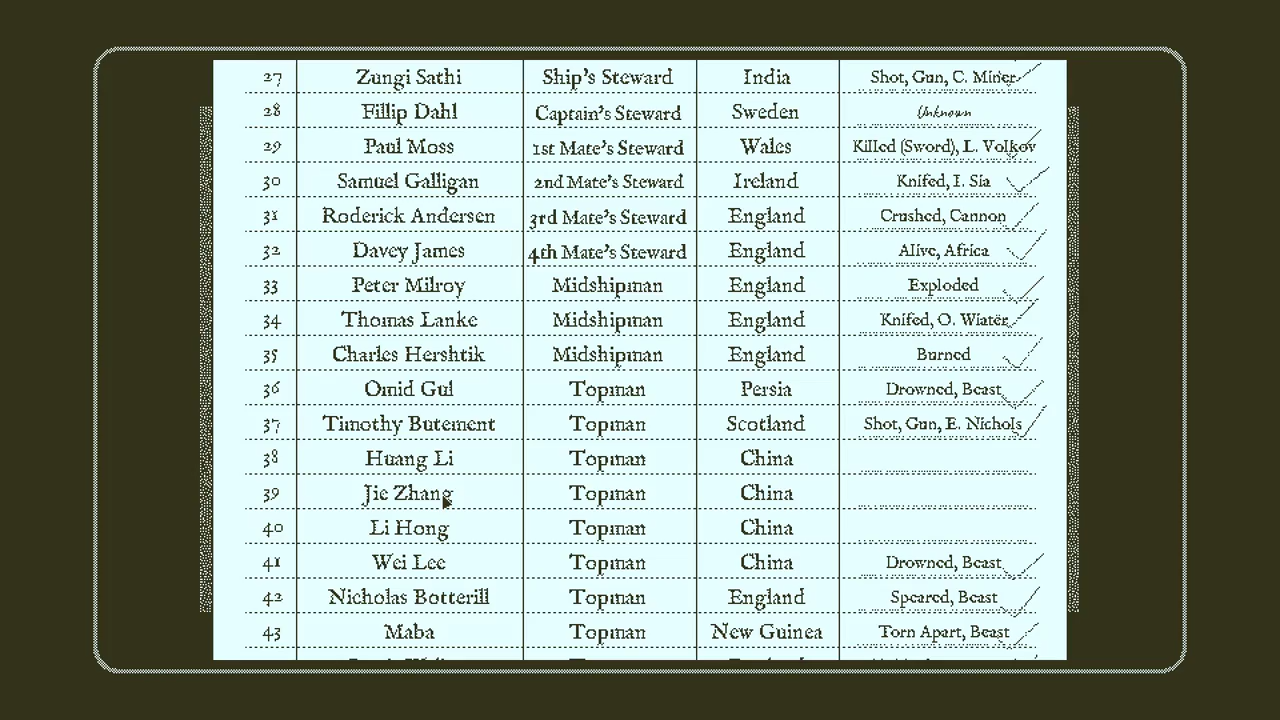 27 Zungi Sathi Ship's Steward India Shot, Gun, C. Miner
28 Fillip Dahl Captain's Steward Sweden Unknown
29 Paul Moss 1st Mate's Steward Wales Killed (Sword), L. Volkov
30 Samuel Galligan 2nd Mate's Steward Ireland Knifed, I. Sia
31 Roderick Andersen 3rd Mate's Steward England Crushed, Cannon
32 Davey James 4th Mate's Steward England Alive, Africa
33 Peter Milroy Midshipman England Exploded
34 Thomas Lanke Midshipman England Knifed, O. Wiater
35 Charles Hershtik Midshipman England Burned
36 Omid Gul Topman Persia Drowned, Beast
37 Timothy Butement Topman Scotland Shot, Gun, E. Nichols
38 Huang Li Topman China
39 Jie Zhang Topman China
40 Li Hong Topman China
41 Wei Lee Topman China Drowned, Beast
42 Nicholas Botterill Topman England Speared, Beast
43 Maba Topman New Guinea Torn Apart, Beast